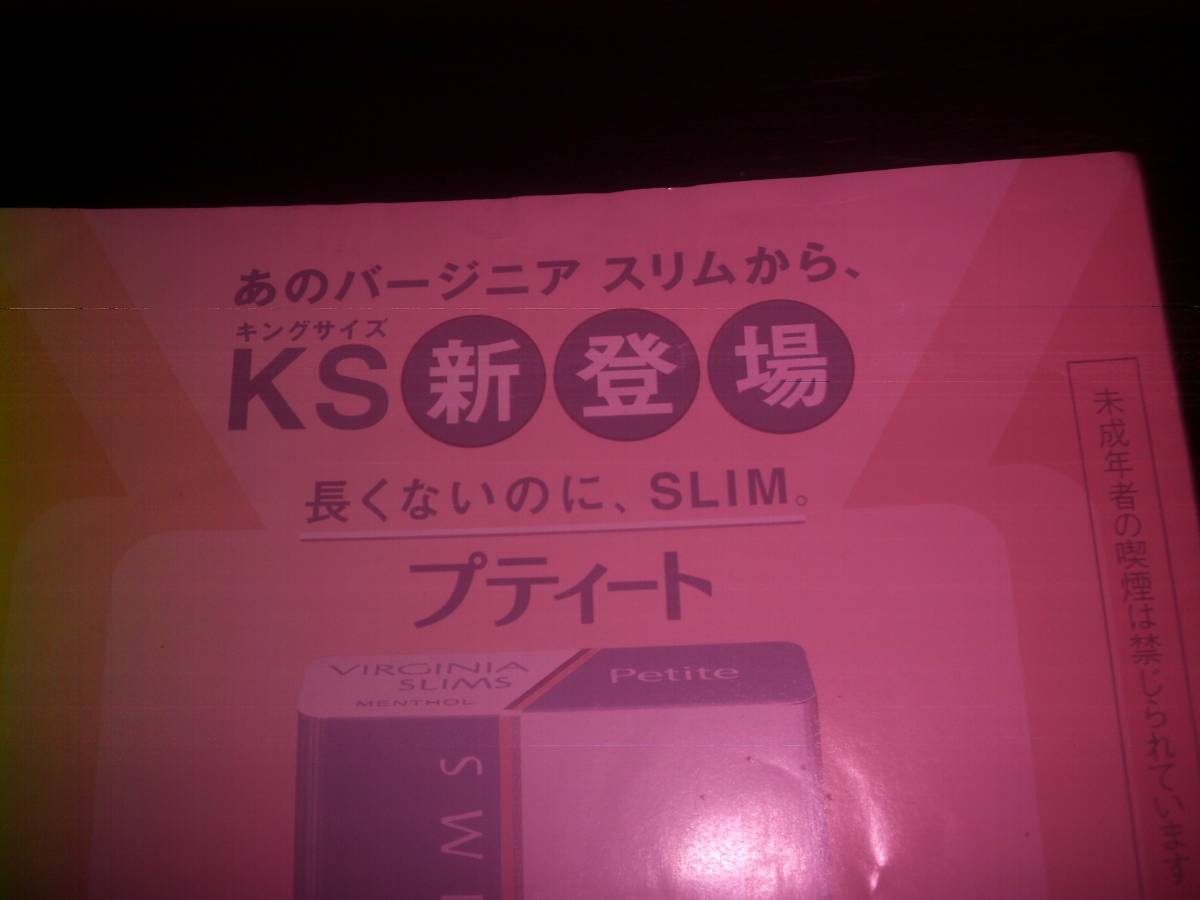 あのバージニア スリムから、
キングサイズ
KS新登場
長くないのに、SLIM。
プティート
VIRGINIA
SLIMS
MENTHOL
Petite
未成年者の喫煙は禁じられています